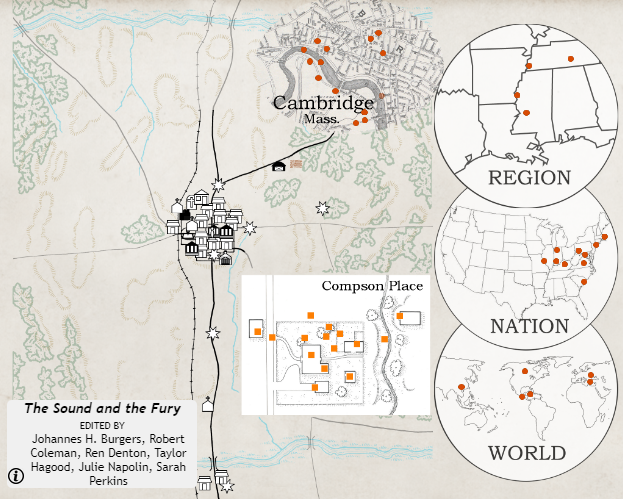 Cambridge
Mass.
REGION
Compson Place
NATION
The Sound and the Fury
EDITED BY
Johannes H. Burgers, Robert
Coleman, Ren Denton, Taylor
Hagood, Julie Napolin, Sarah
Perkins
WORLD